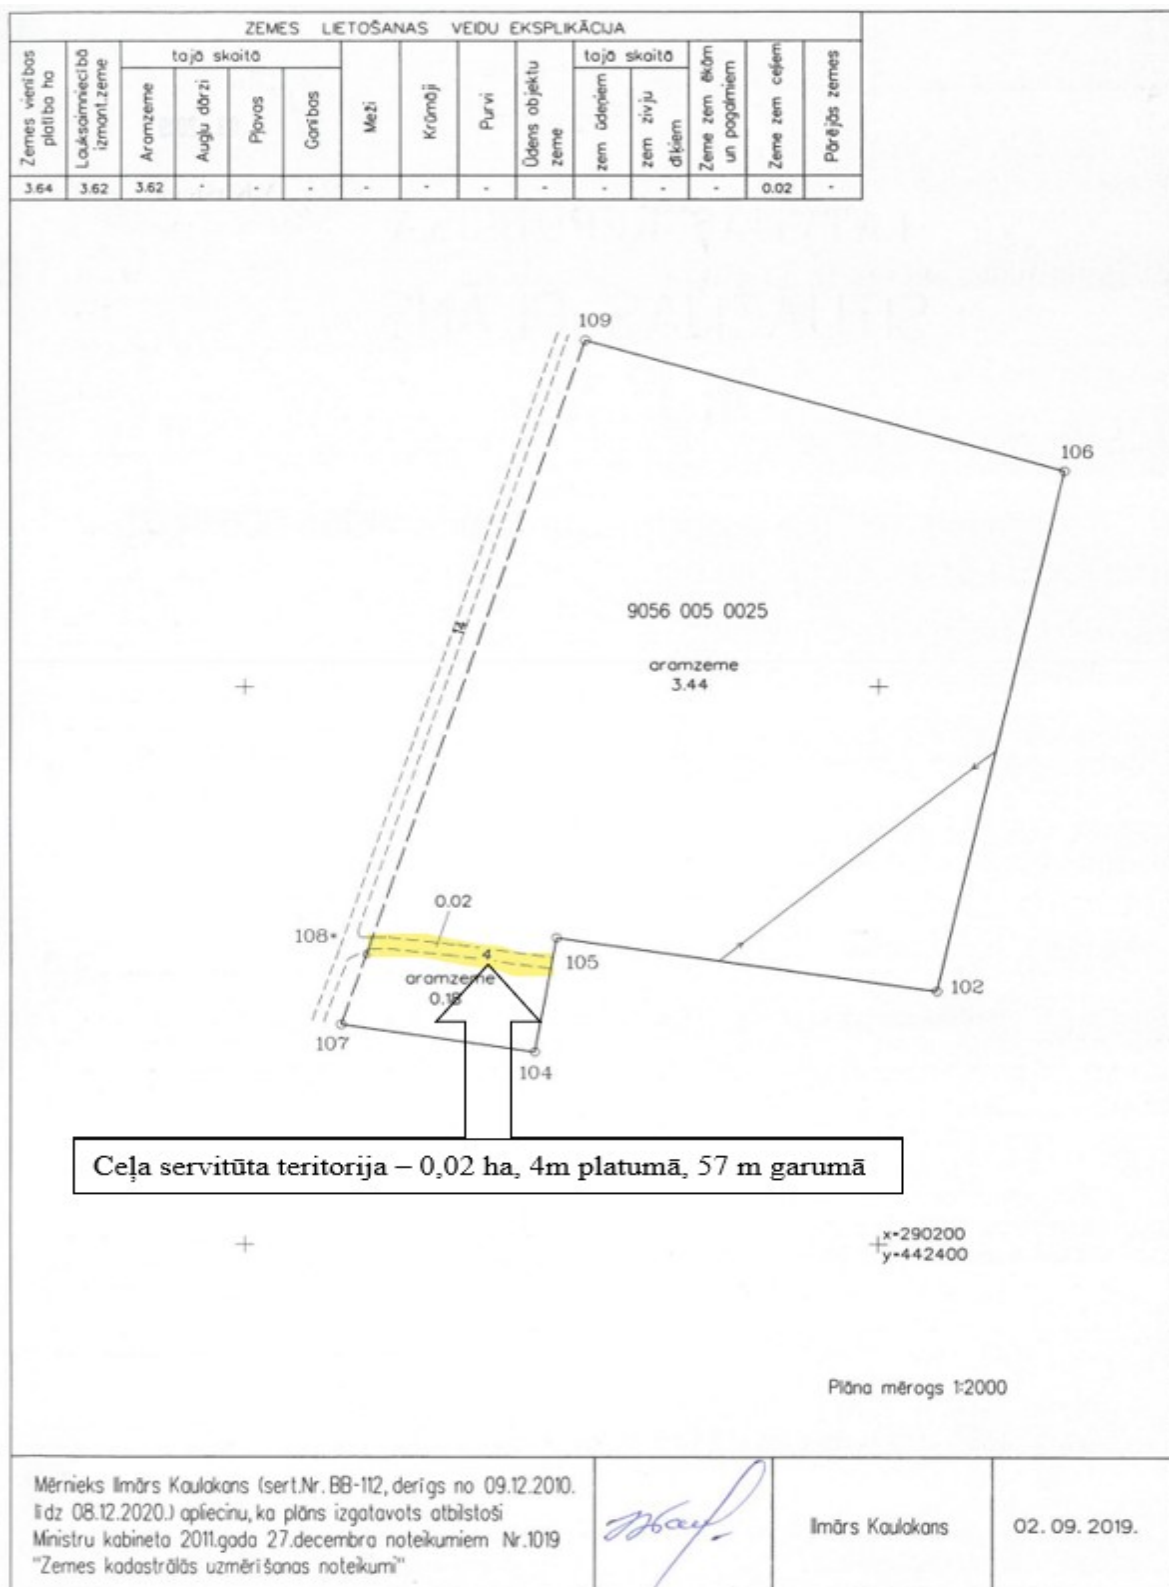 ZEMES LIETOŠANAS VEIDU EKSPLIKĀCIJA
Zemes vienības platība ha
Lauksaimniecībā izmant.zeme
tajā skaitā
Aramzeme
Augļu dārzi
Pļavas
Ganības
Meži
Krūmāji
Purvi
Ūdens objektu zeme
tajā skaitā
zem ūdeņiem
zem zivju dīķiem
Zeme zem ēkām un pagalmiem
Zeme zem ceļiem
Pārējās zemes
3.64 3.62 3.62 - - - - - - - - - - 0.02 -
109
106
14
9056 005 0025
aramzeme
3.44
0.02
108
4
105
aramzeme
0.18
102
107
104
Ceļa servitūta teritorija – 0,02 ha, 4m platumā, 57 m garumā
x=290200
y=442400
Plāna mērogs 1:2000
Mērnieks Ilmārs Kaulakans (sert.Nr. BB-112, derīgs no 09.12.2010.
līdz 08.12.2020.) apliecinu, ka plāns izgatavots atbilstoši
Ministru kabineta 2011.gada 27.decembra noteikumiem Nr.1019
"Zemes kadastrālās uzmērīšanas noteikumi"
Ilmārs Kaulakans
02. 09. 2019.